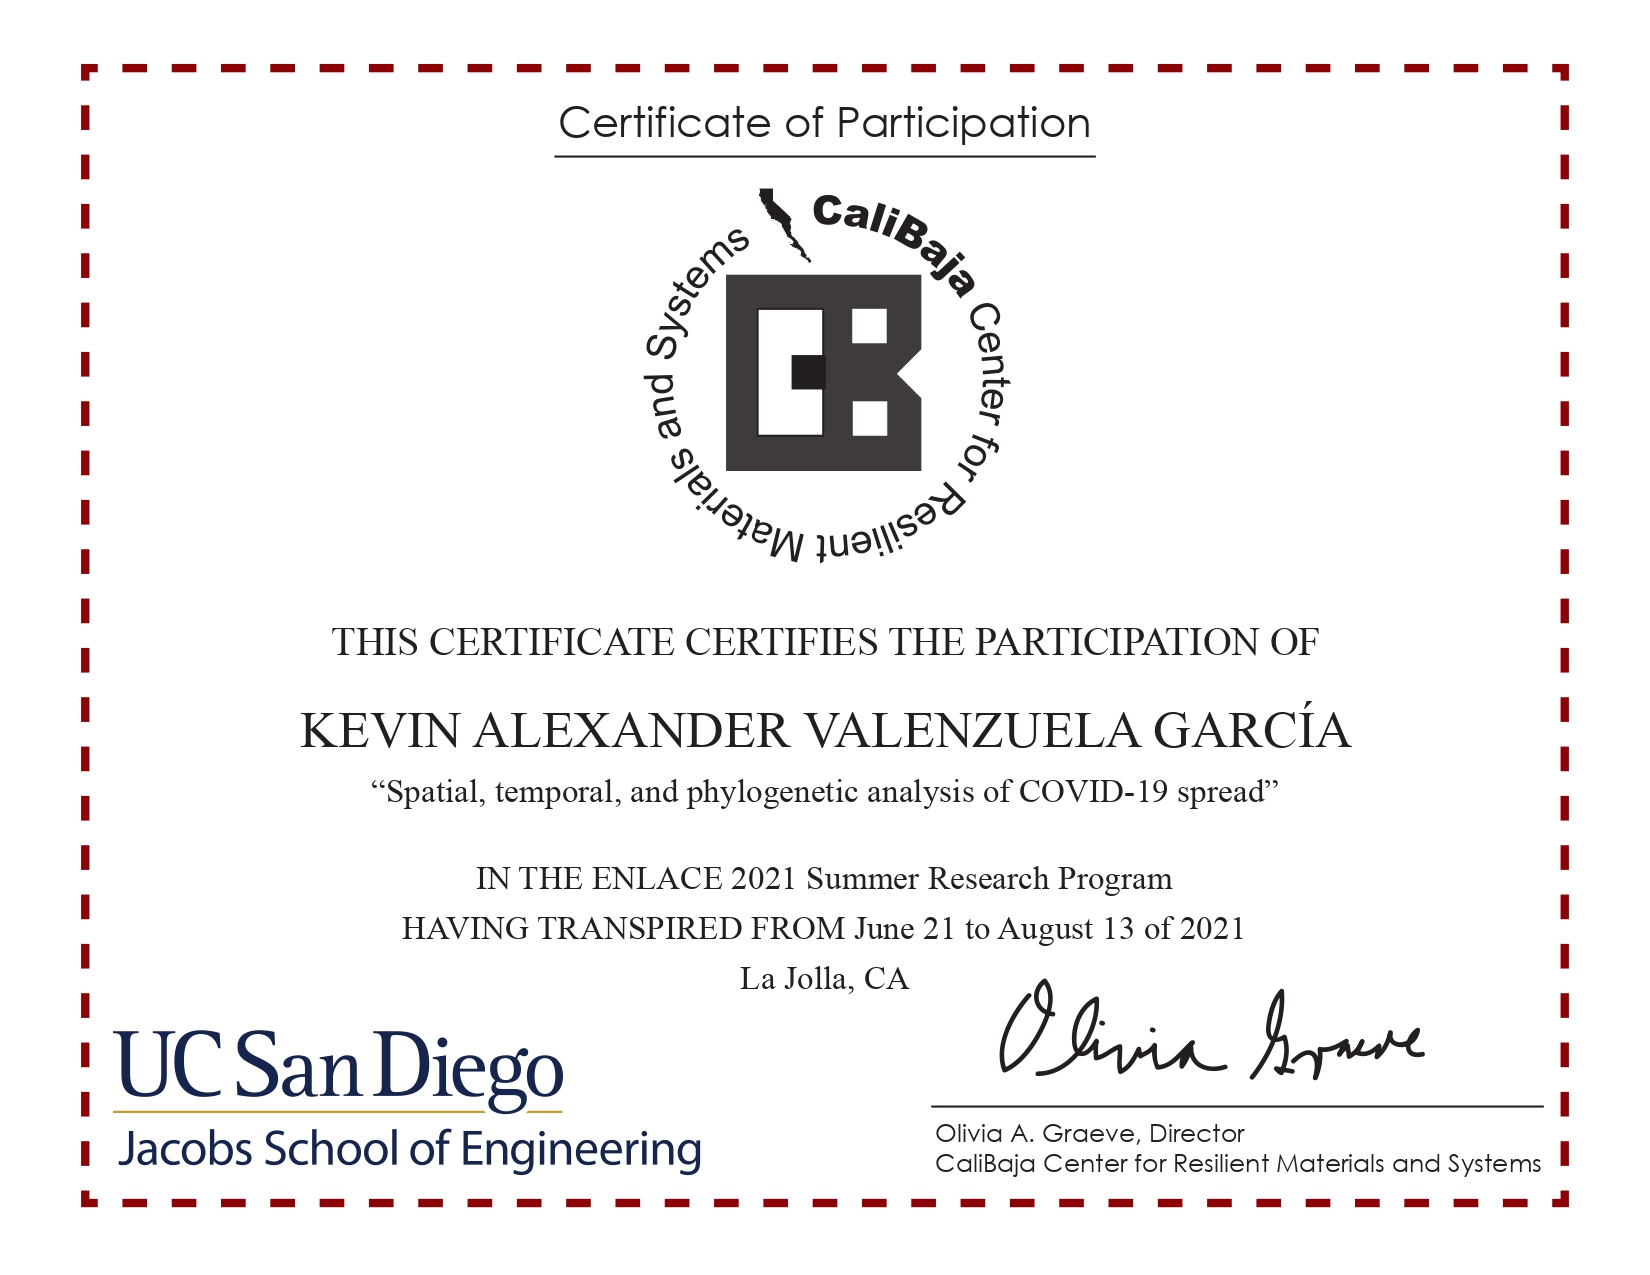 Certificate of Participation
CaliBaja Center for Resilient Materials and Systems
THIS CERTIFICATE CERTIFIES THE PARTICIPATION OF
KEVIN ALEXANDER VALENZUELA GARCÍA
“Spatial, temporal, and phylogenetic analysis of COVID-19 spread”
IN THE ENLACE 2021 Summer Research Program
HAVING TRANSPIRED FROM June 21 to August 13 of 2021
La Jolla, CA
UC San Diego
Jacobs School of Engineering
Olivia Graeve
Olivia A. Graeve, Director
CaliBaja Center for Resilient Materials and Systems